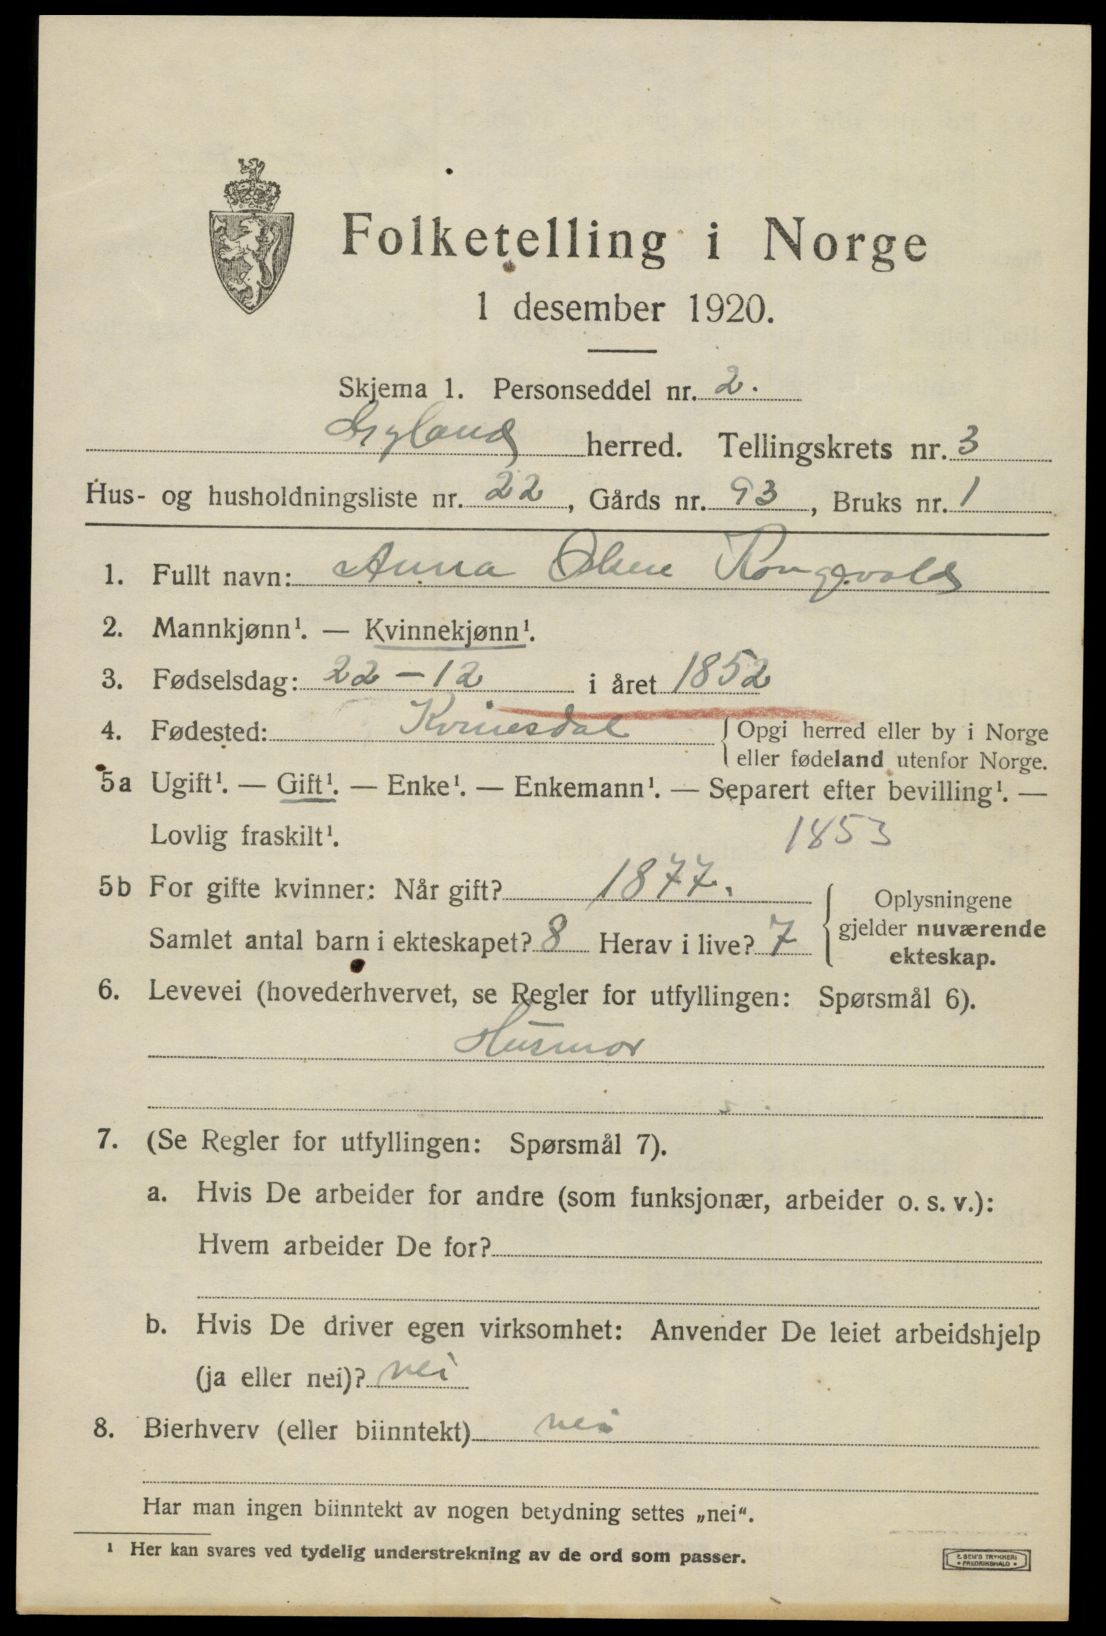 Folketelling i Norge
1 desember 1920.
Skjema 1. Personseddel nr. 2.
Gyland herred. Tellingskrets nr. 3
Hus- og husholdningsliste nr. 22, Gårds nr. 93, Bruks nr. 1
1. Fullt navn: Anna Olsen Rongevold
2. Mannkjønn¹. — Kvinnekjønn¹.
3. Fødselsdag: 22-12 i året 1852
4. Fødested: Kvinesdal { Opgi herred eller by i Norge
eller fødeland utenfor Norge.
5a Ugift¹. — Gift¹. — Enke¹. — Enkemann¹. — Separert efter bevilling¹. —
Lovlig fraskilt¹. 1853
5b For gifte kvinner: Når gift? 1877. { Oplysningene
gjelder nuværende
Samlet antal barn i ekteskapet? 8 Herav i live? 7
ekteskap.
6. Levevei (hovederhvervet, se Regler for utfyllingen: Spørsmål 6).
Husmor
7. (Se Regler for utfyllingen: Spørsmål 7).
a. Hvis De arbeider for andre (som funksjonær, arbeider o. s. v.):
Hvem arbeider De for?
b. Hvis De driver egen virksomhet: Anvender De leiet arbeidshjelp
(ja eller nei)? nei
8. Bierhverv (eller biinntekt) nei
Har man ingen biinntekt av nogen betydning settes „nei“.
¹ Her kan svares ved tydelig understrekning av de ord som passer.
E. SEM'S TRYKKERI
• FREDRIKSHALD •